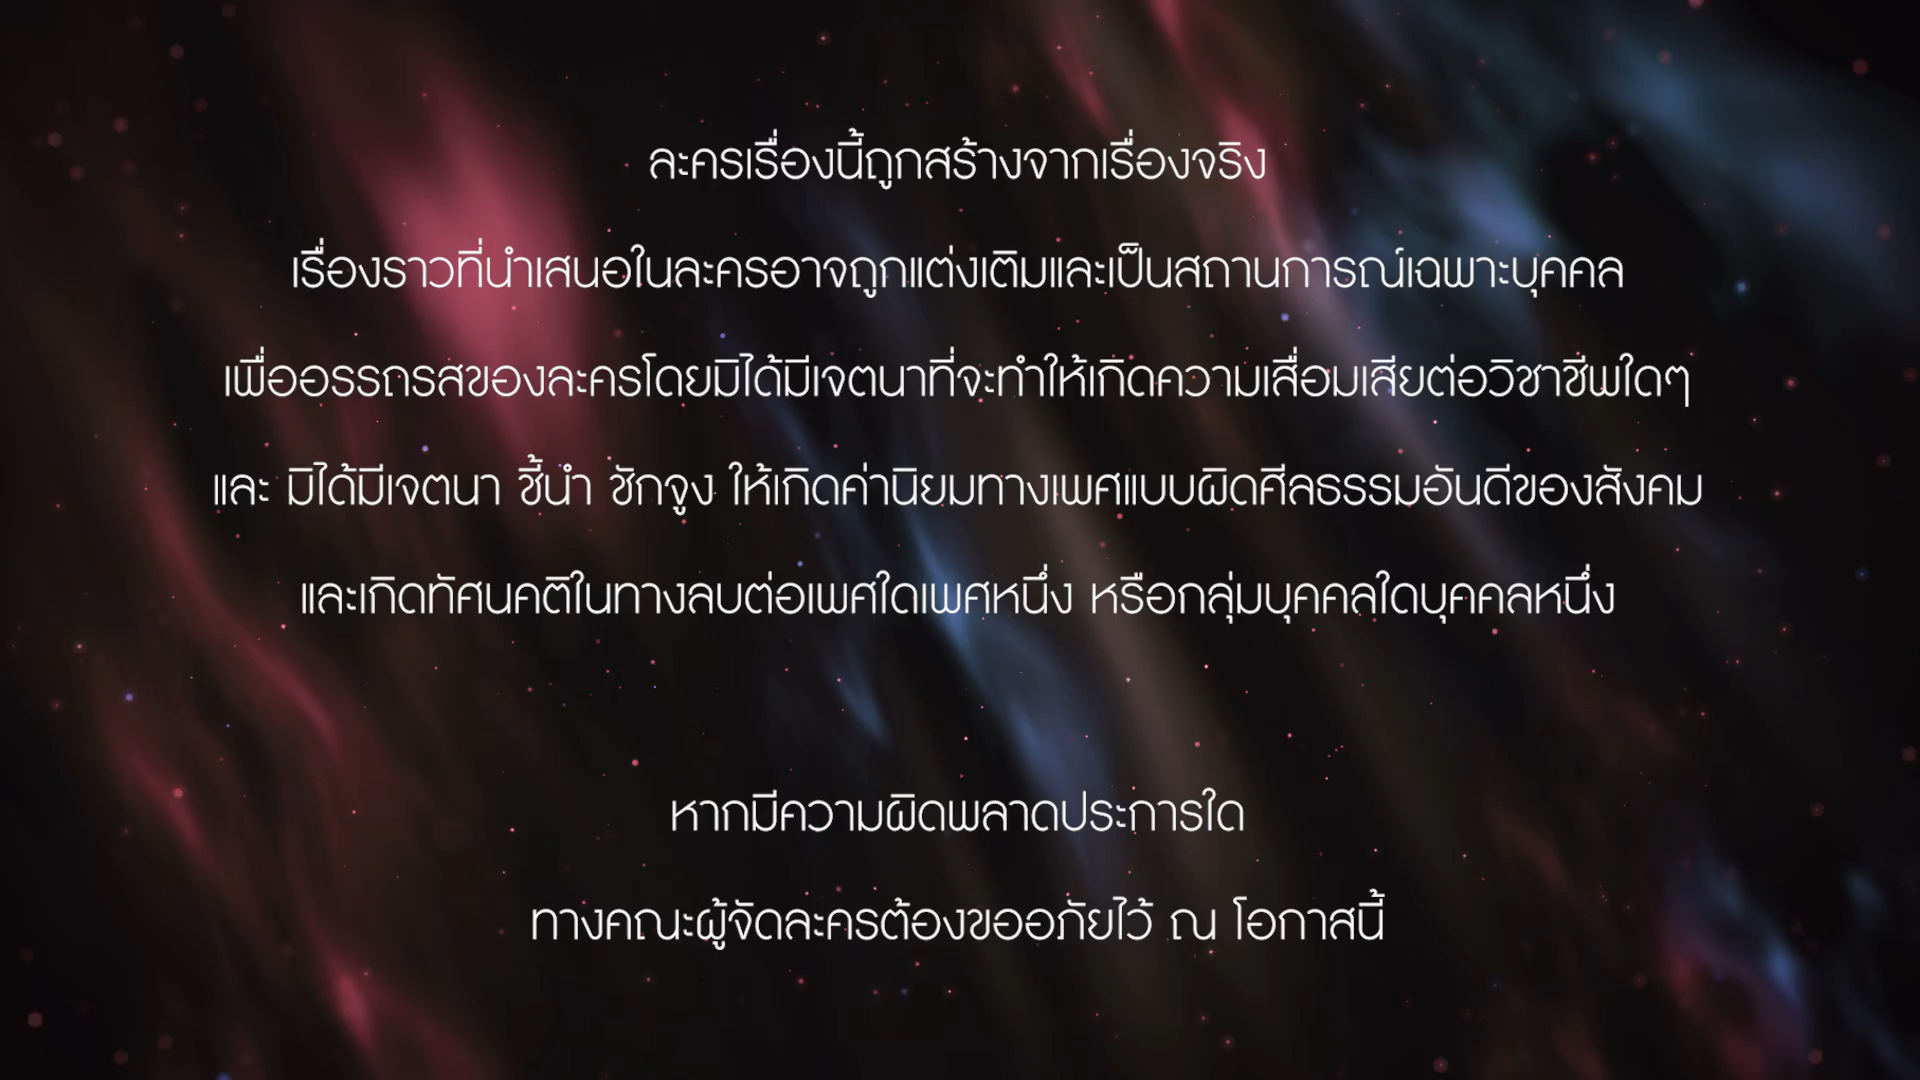 ละครเรื่องนี้ถูกสร้างจากเรื่องจริง
เรื่องราวที่นำเสนอในละครอาจถูกแต่งเติมและเป็นสถานการณ์เฉพาะบุคคล
เพื่ออรรถรสของละครโดยมิได้มีเจตนาที่จะทำให้เกิดความเสื่อมเสียต่อวิชาชีพใดๆ
และ มิได้มีเจตนา ชี้นำ ชักจูง ให้เกิดค่านิยมทางเพศแบบผิดศีลธรรมอันดีของสังคม
และเกิดทัศนคติในทางลบต่อเพศใดเพศหนึ่ง หรือกลุ่มบุคคลใดบุคคลหนึ่ง
หากมีความผิดพลาดประการใด
ทางคณะผู้จัดละครต้องขออภัยไว้ ณ โอกาสนี้